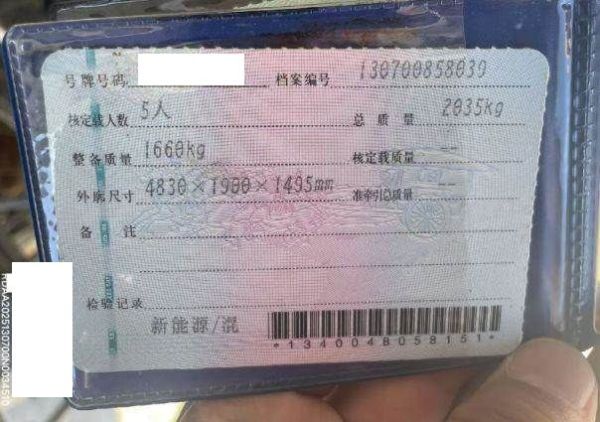 号牌号码 档案编号 130700858039
核定载人数 5人 总质量 2035kg
整备质量 1660kg 核定载质量 --
外廓尺寸 4830×1900×1495mm 准牵引总质量 --
备注
检验记录
新能源/混
*1340048058151*
RDAA202513070CN0034510